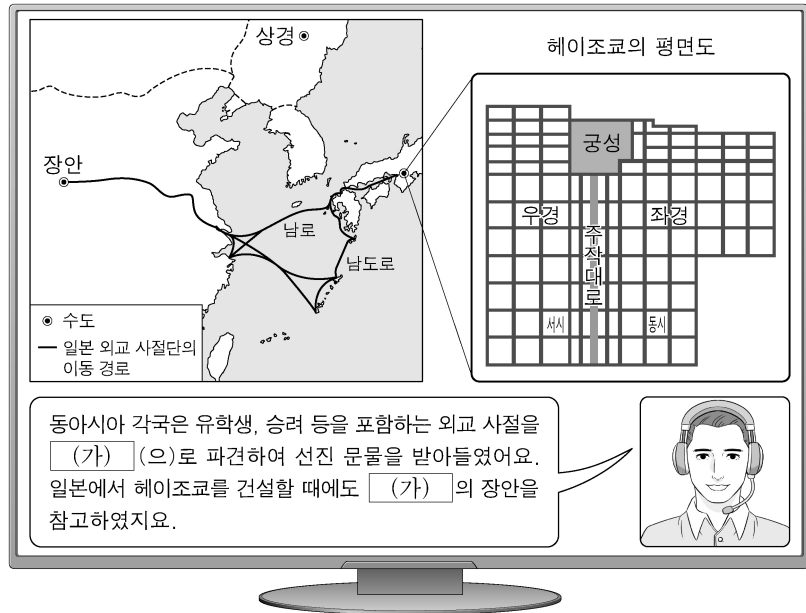 상경
장안
남로
남도로
수도
일본 외교 사절단의
이동 경로
헤이조쿄의 평면도
궁성
우경
좌경
주작대로
서시
동시
동아시아 각국은 유학생, 승려 등을 포함하는 외교 사절을
(가) (으)로 파견하여 선진 문물을 받아들였어요.
일본에서 헤이조쿄를 건설할 때에도 (가) 의 장안을
참고하였지요.